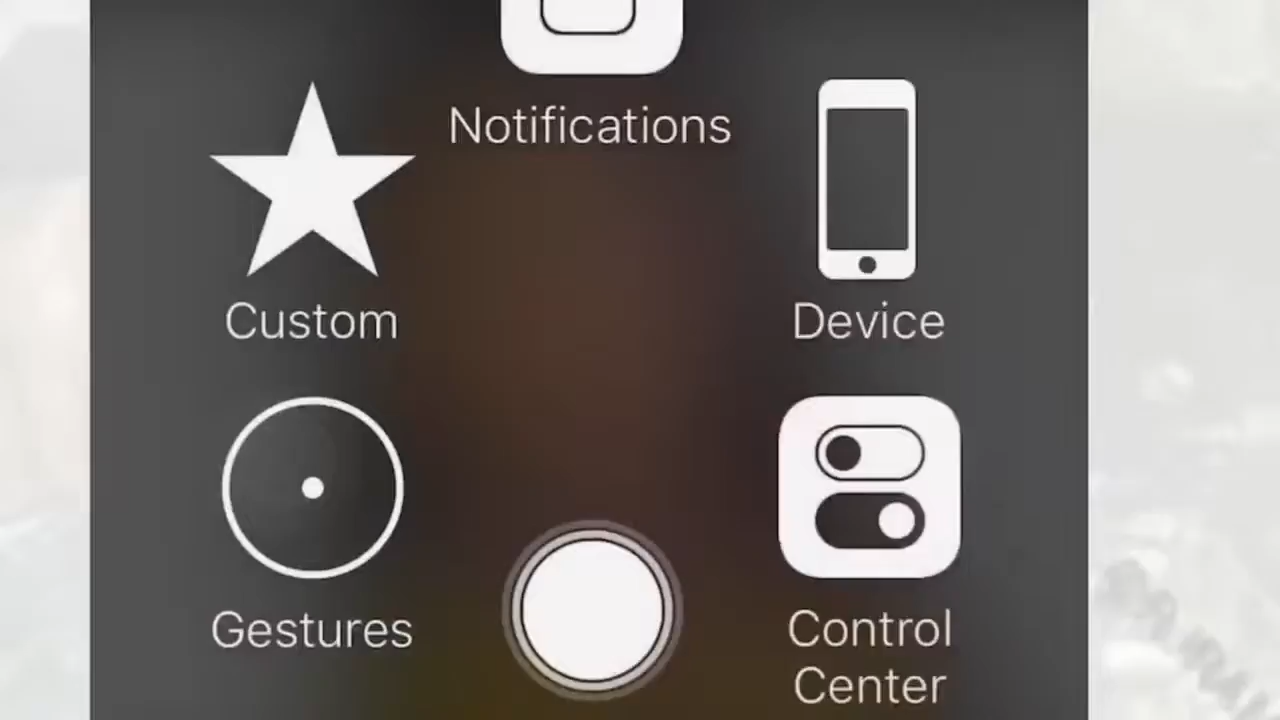 Notifications
Custom
Device
Gestures
Control
Center